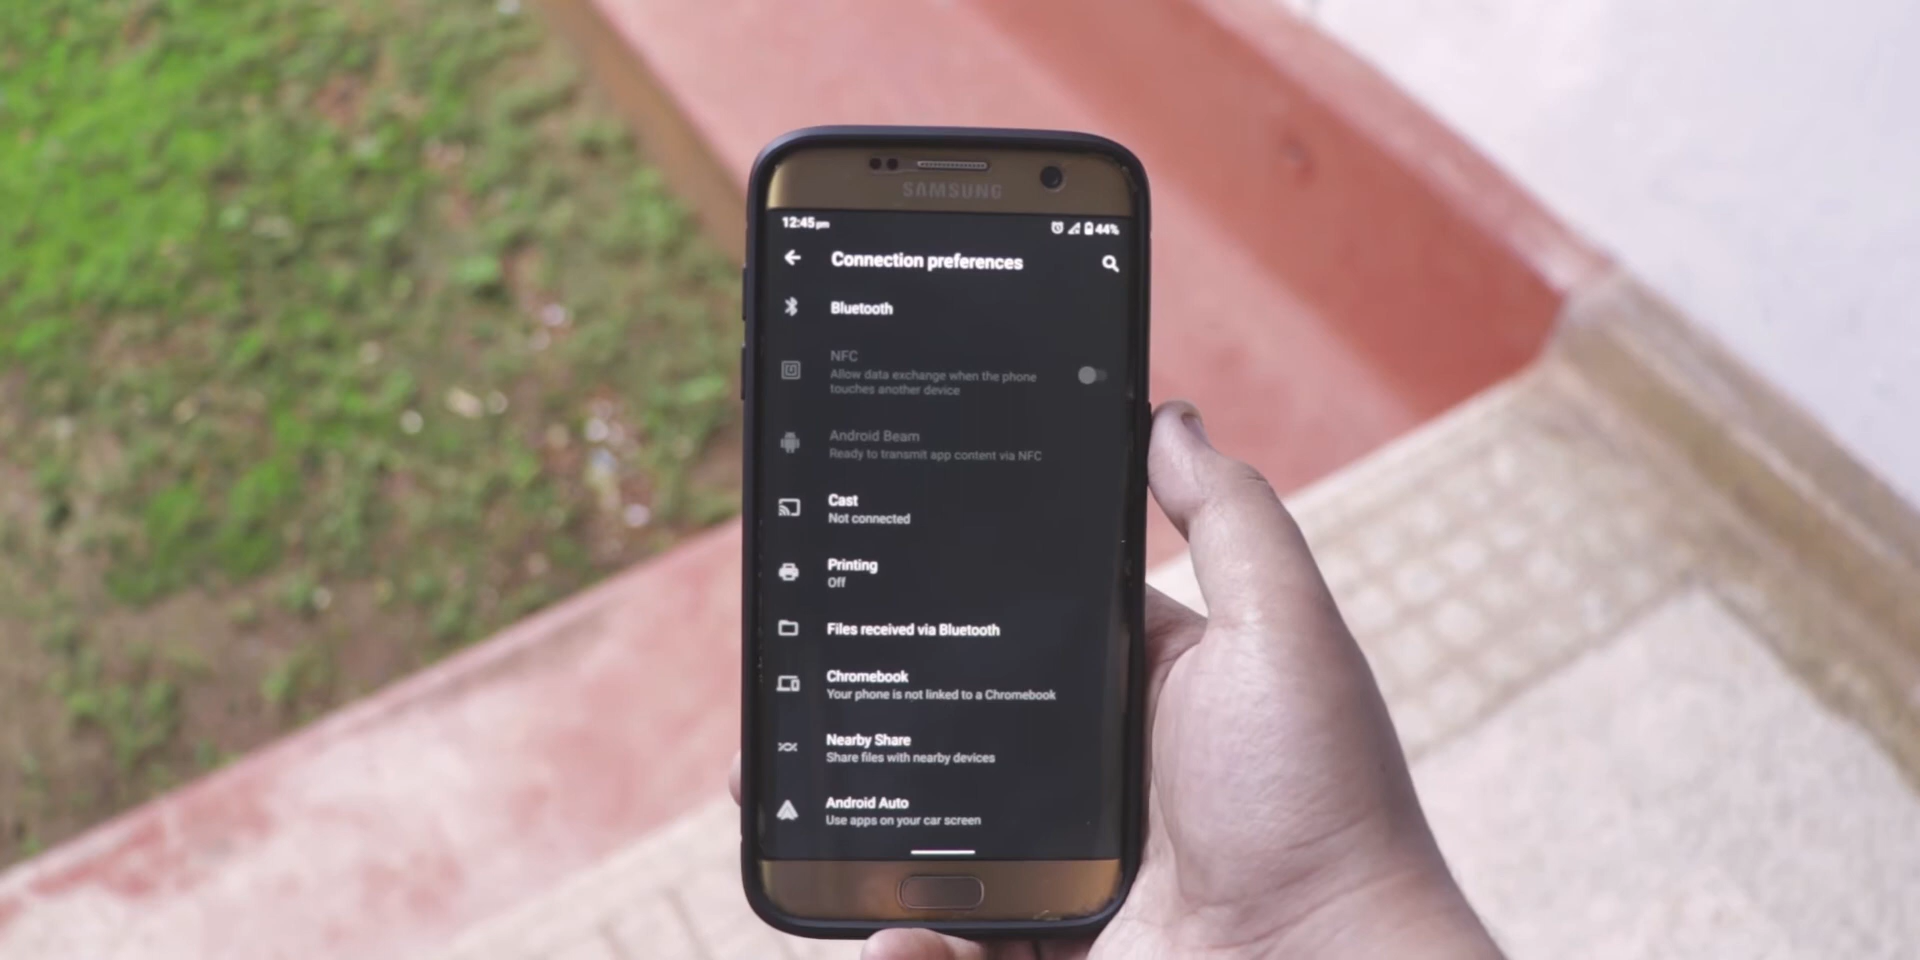 SAMSUNG
12:45pm
44%
Connection preferences
Bluetooth
NFC
Allow data exchange when the phone
touches another device
Android Beam
Ready to transmit app content via NFC
Cast
Not connected
Printing
Off
Files received via Bluetooth
Chromebook
Your phone is not linked to a Chromebook
Nearby Share
Share files with nearby devices
Android Auto
Use apps on your car screen